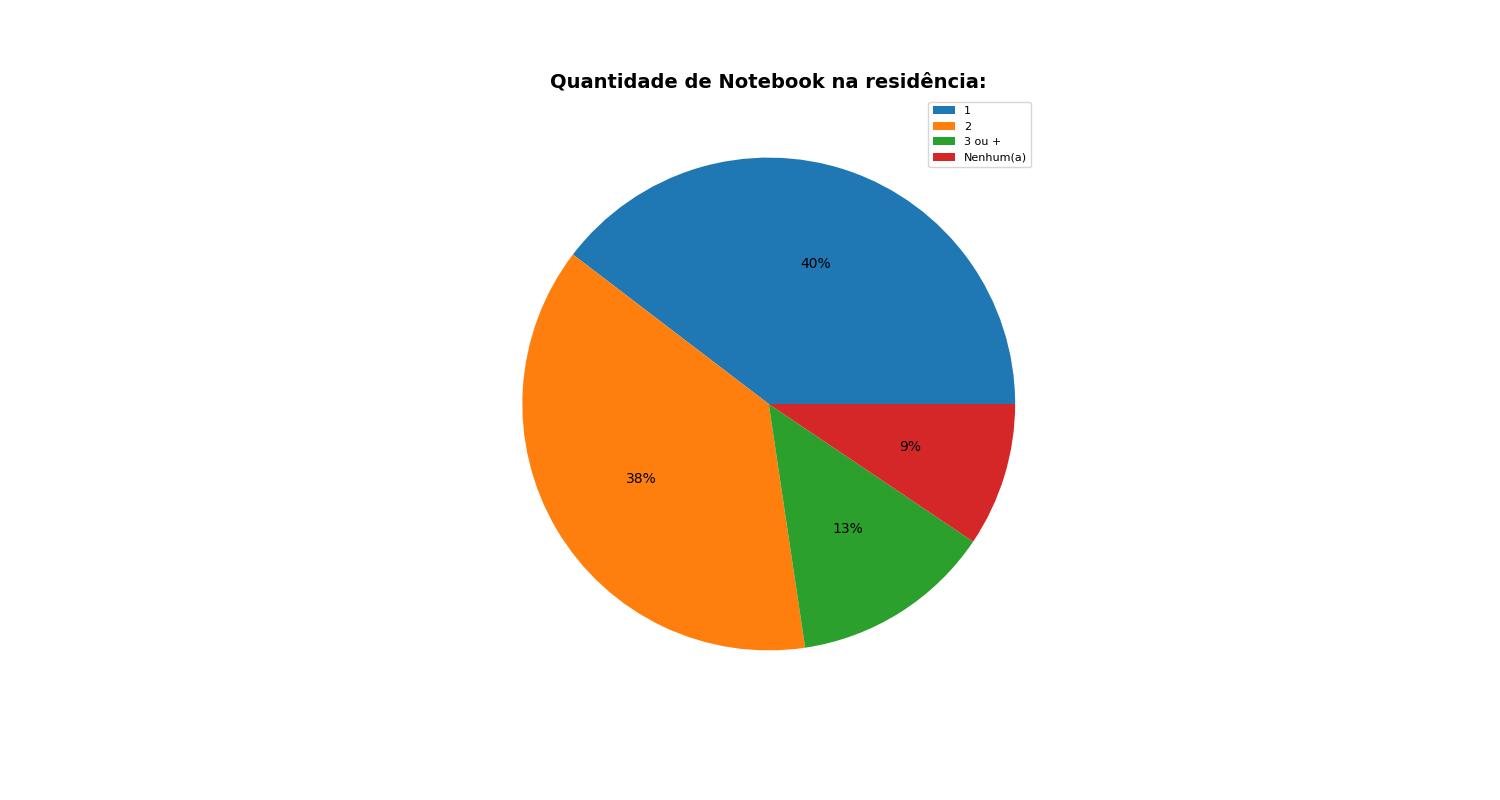 Quantidade de Notebook na residência:
1
2
3 ou +
Nenhum(a)
40%
38%
9%
13%